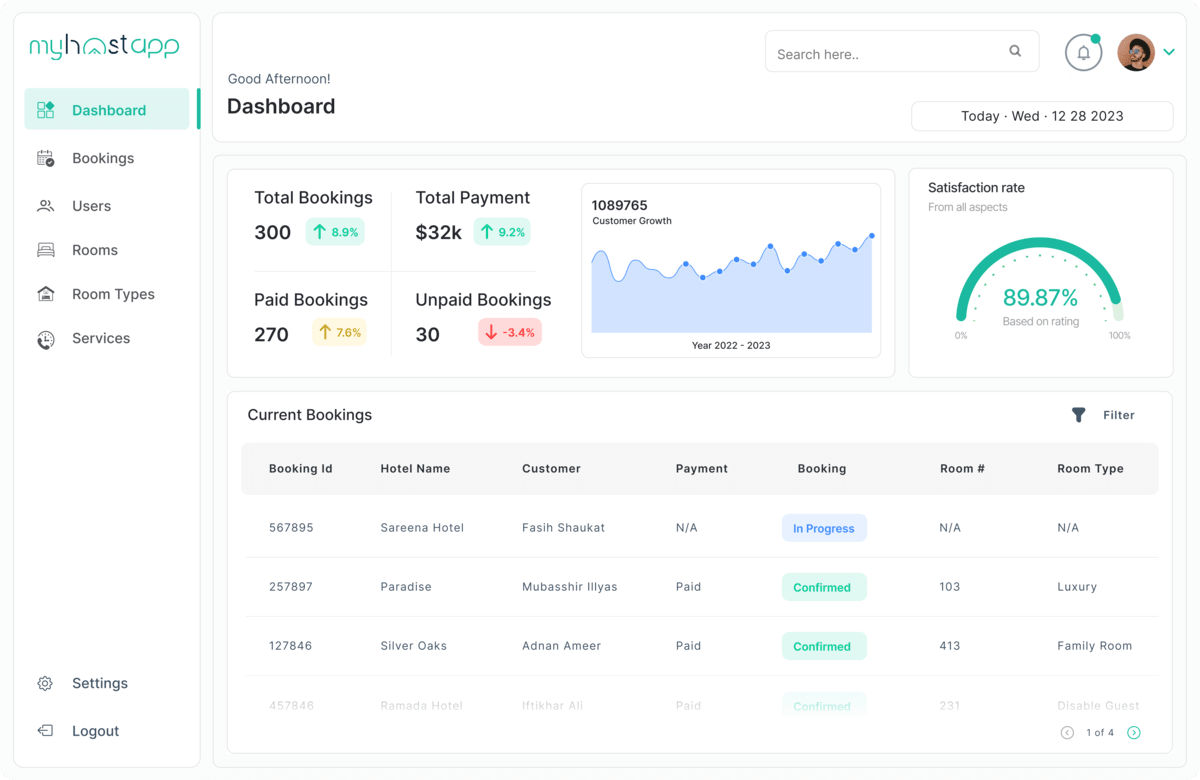 myhostapp
Dashboard
Bookings
Users
Rooms
Room Types
Services
Settings
Logout
Good Afternoon!
Dashboard
Search here..
Today · Wed · 12 28 2023
Total Bookings
300 8.9%
Total Payment
$32k 9.2%
Paid Bookings
270 7.6%
Unpaid Bookings
30 -3.4%
1089765
Customer Growth
Year 2022 - 2023
Satisfaction rate
From all aspects
89.87%
Based on rating
0% 100%
Current Bookings
Filter
Booking Id Hotel Name Customer Payment Booking Room # Room Type
567895 Sareena Hotel Fasih Shaukat N/A In Progress N/A N/A
257897 Paradise Mubasshir Illyas Paid Confirmed 103 Luxury
127846 Silver Oaks Adnan Ameer Paid Confirmed 413 Family Room
457846 Ramada Hotel Iftikhar Ali Paid Confirmed 231 Disable Guest
1 of 4